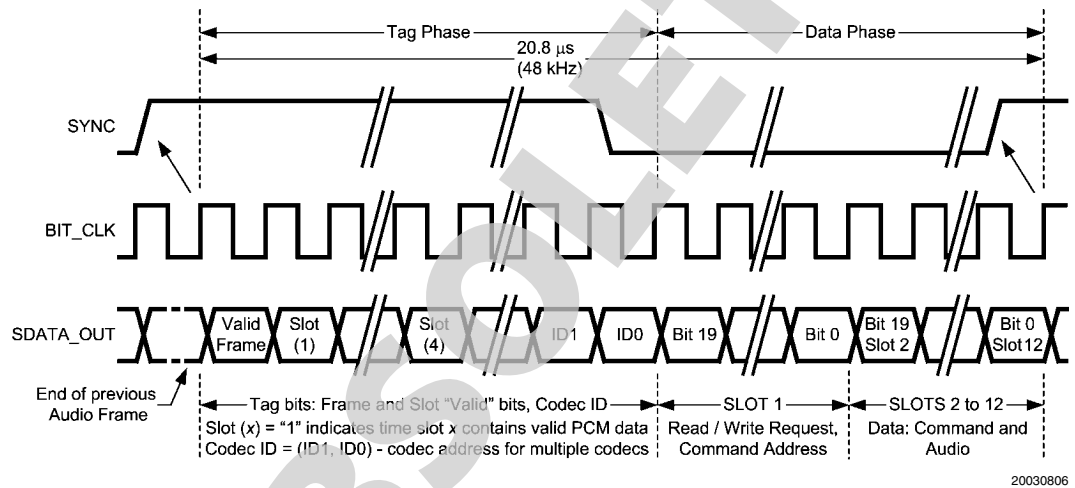 Tag Phase
Data Phase
20.8 μs
(48 kHz)
SYNC
BIT_CLK
SDATA_OUT
Valid
Frame
Slot
(1)
Slot
(4)
ID1
ID0
Bit 19
Bit 0
Bit 19
Slot 2
Bit 0
Slot12
End of previous
Audio Frame
Tag bits: Frame and Slot “Valid” bits, Codec ID
Slot (x) = “1” indicates time slot x contains valid PCM data
Codec ID = (ID1, ID0) - codec address for multiple codecs
SLOT 1
Read / Write Request,
Command Address
SLOTS 2 to 12
Data: Command and
Audio
20030806